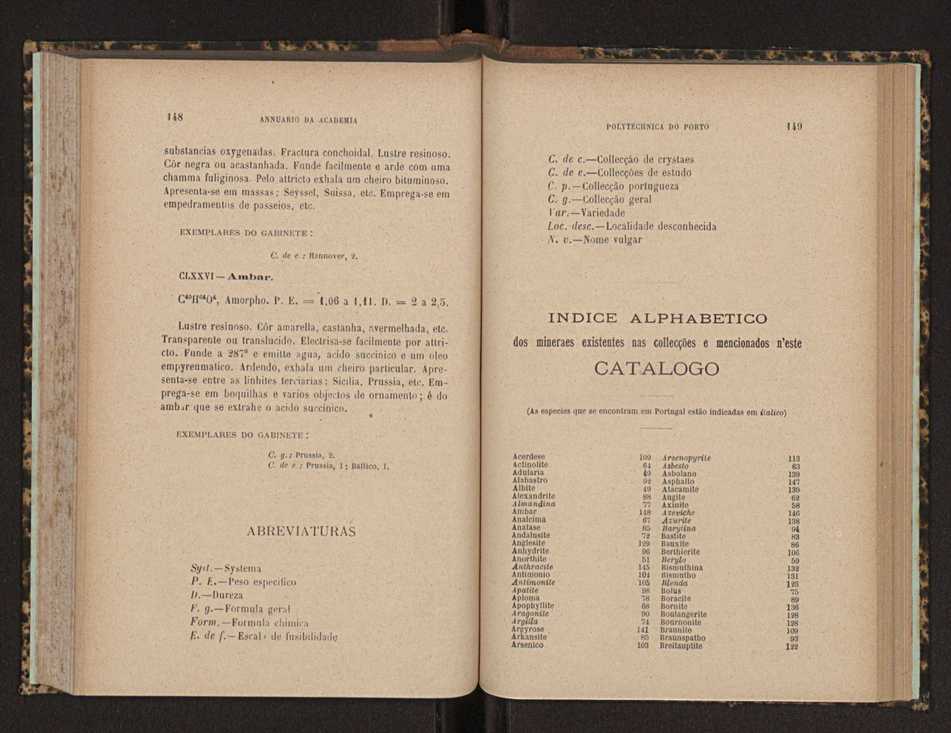 148
ANNUARIO DA ACADEMIA
substancias oxygenadas. Fractura conchoidal. Lustre resinoso.
Côr negra ou acastanhada. Funde facilmente e arde com uma
chamma fuliginosa. Pelo attricto exhala um cheiro bituminoso.
Apresenta-se em massas; Seyssel, Suissa, etc. Emprega-se em
empedramentos de passeios, etc.
EXEMPLARES DO GABINETE:
C. de e.: Hannover, 2.
CLXXVI — Ambar.
C⁴⁰H⁶⁴O⁴, Amorpho. P. E. = 1,06 a 1,11. D. = 2 a 2,5.
Lustre resinoso. Côr amarella, castanha, avermelhada, etc.
Transparente ou translucido. Electrisa-se facilmente por attri-
cto. Funde a 287º e emitte agua, acido succinico e um oleo
empyreumatico. Ardendo, exhala um cheiro particular. Apre-
senta-se entre as linhites terciarias; Sicilia, Prussia, etc. Em-
prega-se em boquilhas e varios objectos de ornamento; é do
ambar que se extrahe o acido succinico.
EXEMPLARES DO GABINETE:
C. g.: Prussia, 2.
C. de e.: Prussia, 1; Baltico, 1.
ABREVIATURAS
Syst.—Systema
P. E.—Peso especifico
D.—Dureza
F. g.—Formula geral
Form.—Formula chimica
E. de f.—Escala de fusibilidade
POLYTECHNICA DO PORTO
149
C. de c.—Collecção de crystaes
C. de e.—Collecções de estudo
C. p.—Collecção portugueza
C. g.—Collecção geral
Var.—Variedade
Loc. desc.—Localidade desconhecida
N. v.—Nome vulgar
INDICE ALPHABETICO
dos mineraes existentes nas collecções e mencionados n'este
CATALOGO
(As especies que se encontram em Portugal estão indicadas em italico)
Acerdese 109
Actinolite 64
Adularia 49
Alabastro 92
Albite 49
Alexandrite 88
Almandina 77
Ambar 148
Analcima 67
Anatase 85
Andalusite 72
Anglesite 129
Anhydrite 96
Anorthite 51
Anthracite 145
Antimonio 104
Antimonite 105
Apatite 98
Aploma 78
Apophyllite 68
Aragonite 90
Argilla 74
Argyrose 141
Arkansite 85
Arsenico 103
Arsenopyrite 113
Asbesto 63
Asbolano 139
Asphalto 147
Atacamite 139
Augite 62
Axinite 58
Azeviche 146
Azurite 138
Barytina 94
Bastite 83
Bauxite 86
Berthierite 106
Berylo 59
Bismuthina 132
Bismutho 131
Blenda 123
Bolus 75
Boracite 89
Bornite 136
Boulangerite 128
Bournonite 128
Braunite 109
Braunspatho 93
Breitauptite 122